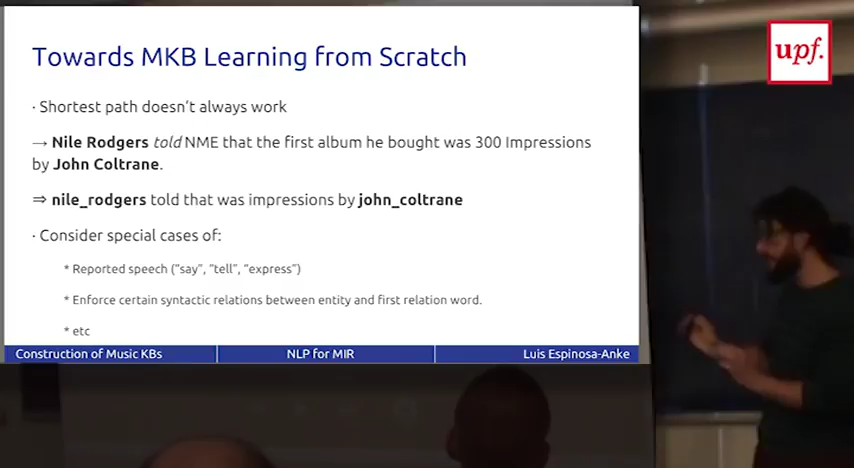 upf.
Towards MKB Learning from Scratch
· Shortest path doesn't always work
→ Nile Rodgers told NME that the first album he bought was 300 Impressions
by John Coltrane.
⇒ nile_rodgers told that was impressions by john_coltrane
· Consider special cases of:
* Reported speech ("say", "tell", "express")
* Enforce certain syntactic relations between entity and first relation word.
* etc
Construction of Music KBs
NLP for MIR
Luis Espinosa-Anke